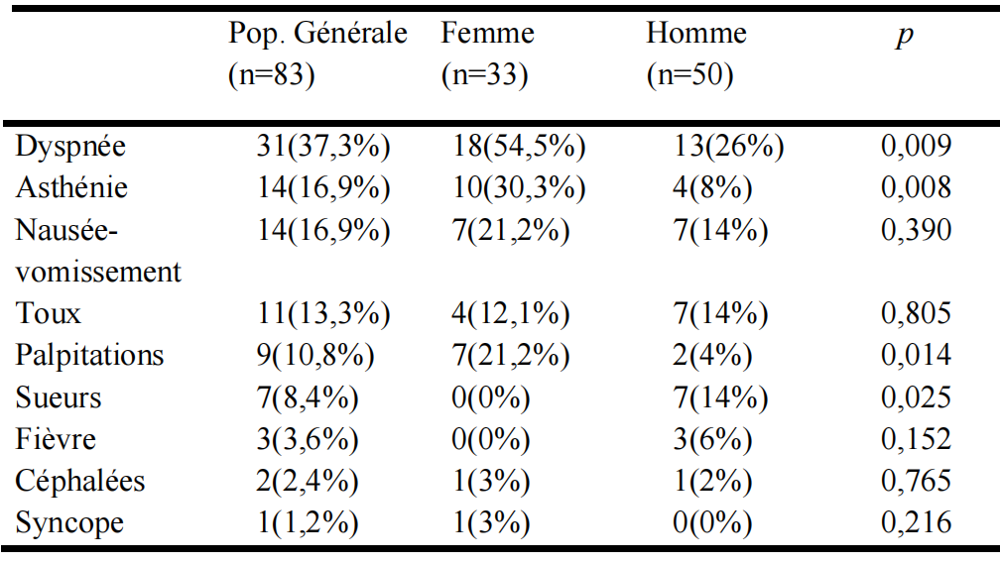 Pop. Générale Femme Homme p
(n=83) (n=33) (n=50)
Dyspnée 31(37,3%) 18(54,5%) 13(26%) 0,009
Asthénie 14(16,9%) 10(30,3%) 4(8%) 0,008
Nausée- 14(16,9%) 7(21,2%) 7(14%) 0,390
vomissement
Toux 11(13,3%) 4(12,1%) 7(14%) 0,805
Palpitations 9(10,8%) 7(21,2%) 2(4%) 0,014
Sueurs 7(8,4%) 0(0%) 7(14%) 0,025
Fièvre 3(3,6%) 0(0%) 3(6%) 0,152
Céphalées 2(2,4%) 1(3%) 1(2%) 0,765
Syncope 1(1,2%) 1(3%) 0(0%) 0,216